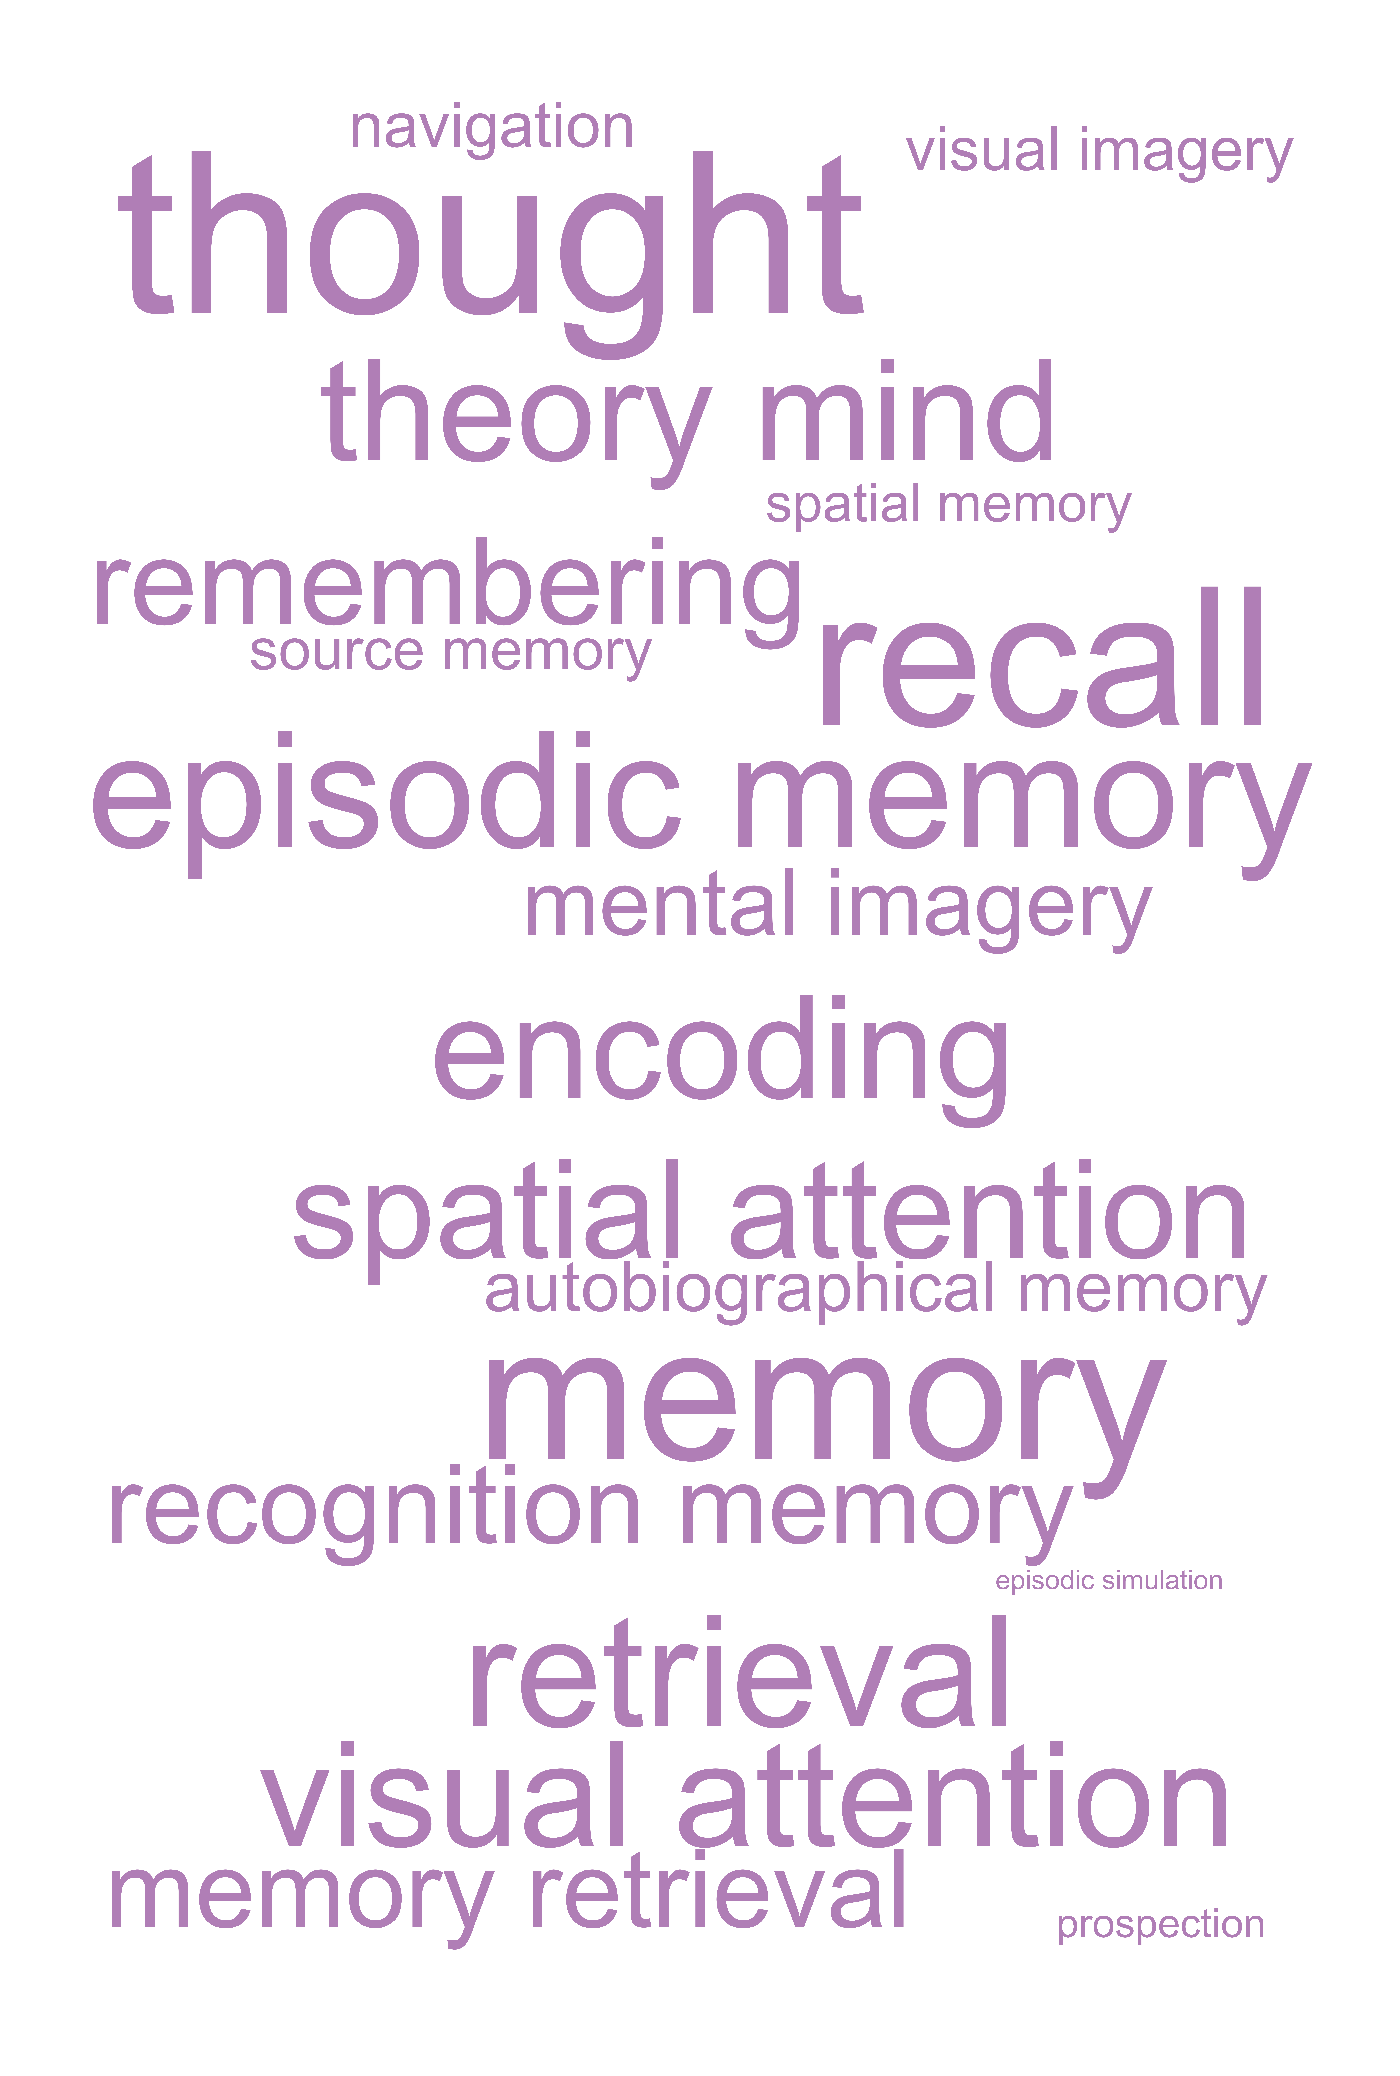 navigation
visual imagery
thought
theory mind
spatial memory
remembering
recall
source memory
episodic memory
mental imagery
encoding
spatial attention
autobiographical memory
memory
recognition memory
episodic simulation
retrieval
visual attention
memory retrieval
prospection